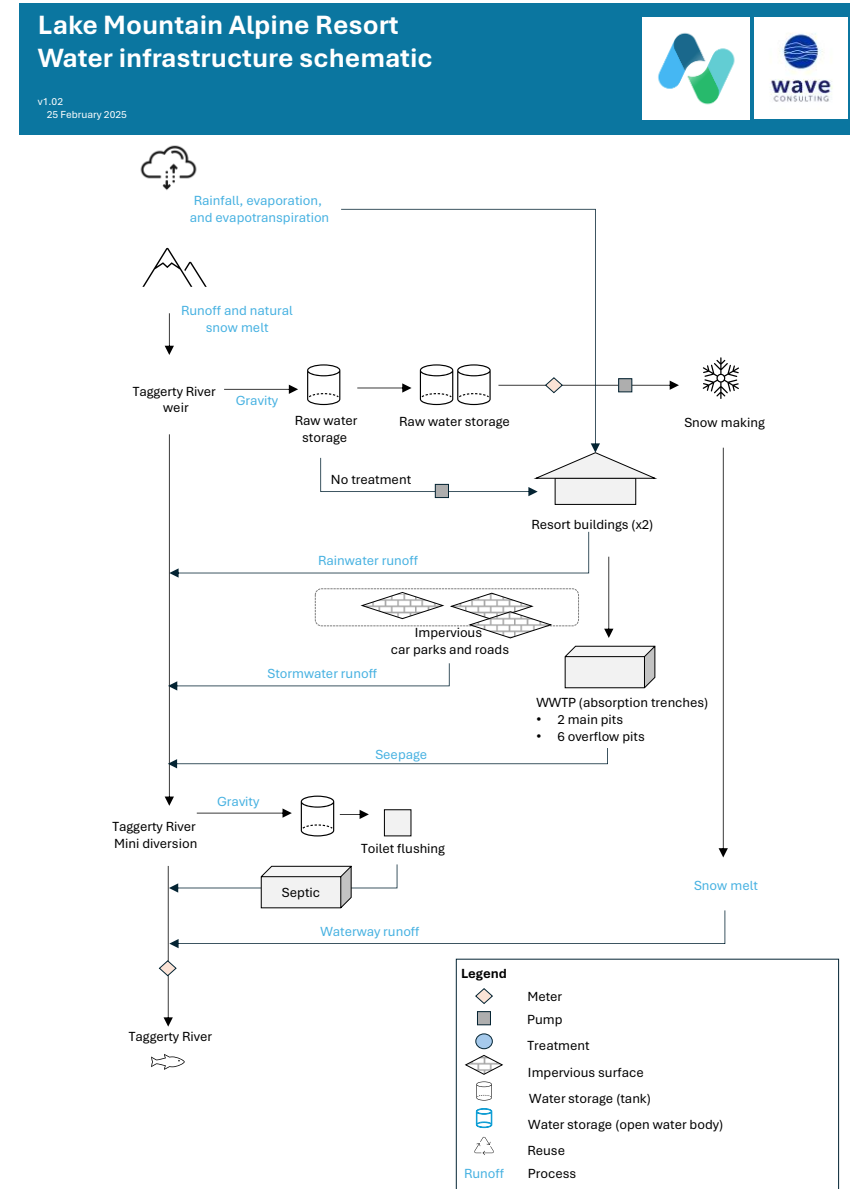 Lake Mountain Alpine Resort
Water infrastructure schematic
v1.02
25 February 2025
wave
CONSULTING
Rainfall, evaporation,
and evapotranspiration
Runoff and natural
snow melt
Taggerty River
weir
Gravity
Raw water
storage
Raw water storage
Snow making
No treatment
Resort buildings (x2)
Rainwater runoff
Impervious
car parks and roads
Stormwater runoff
WWTP (absorption trenches)
• 2 main pits
• 6 overflow pits
Seepage
Gravity
Taggerty River
Mini diversion
Toilet flushing
Septic
Snow melt
Waterway runoff
Taggerty River
Legend
Meter
Pump
Treatment
Impervious surface
Water storage (tank)
Water storage (open water body)
Reuse
Runoff Process